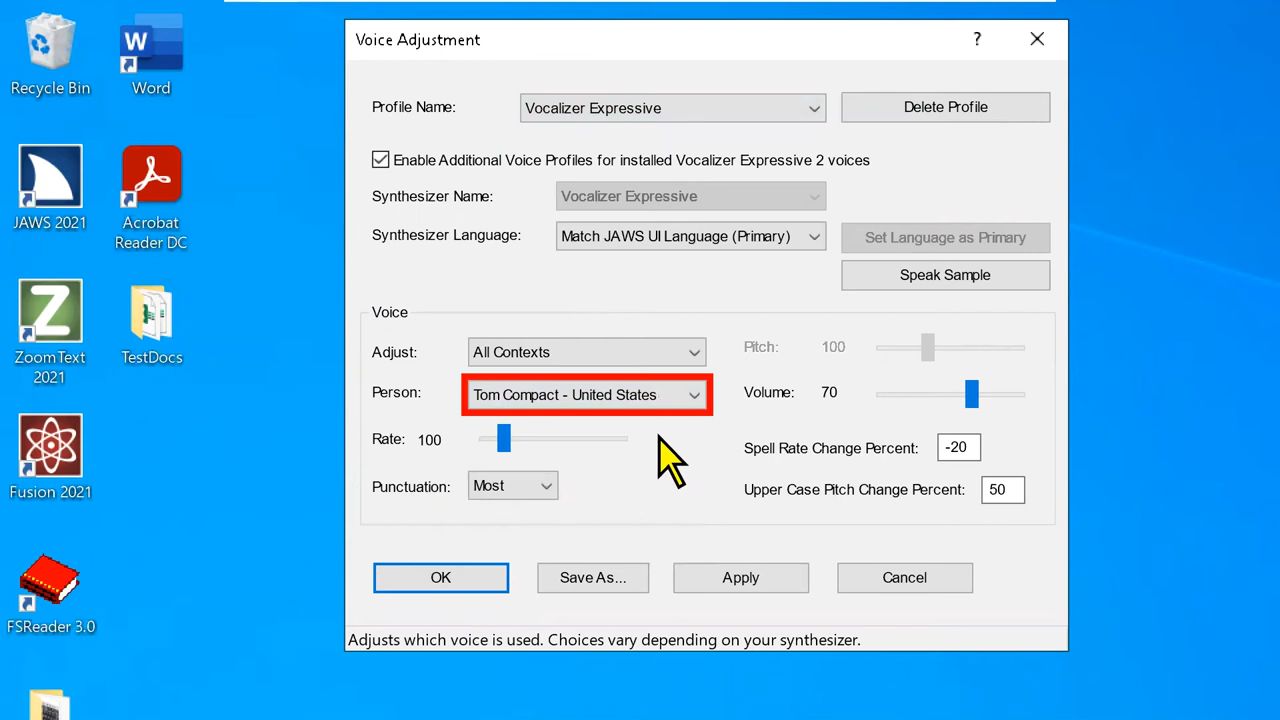 Recycle Bin
Word
JAWS 2021
Acrobat
Reader DC
ZoomText
2021
TestDocs
Fusion 2021
FSReader 3.0
Voice Adjustment
?
Profile Name:
Vocalizer Expressive
Delete Profile
Enable Additional Voice Profiles for installed Vocalizer Expressive 2 voices
Synthesizer Name:
Vocalizer Expressive
Synthesizer Language:
Match JAWS UI Language (Primary)
Set Language as Primary
Speak Sample
Voice
Adjust:
All Contexts
Pitch: 100
Person:
Tom Compact - United States
Volume: 70
Rate: 100
Spell Rate Change Percent: -20
Punctuation:
Most
Upper Case Pitch Change Percent: 50
OK
Save As...
Apply
Cancel
Adjusts which voice is used. Choices vary depending on your synthesizer.